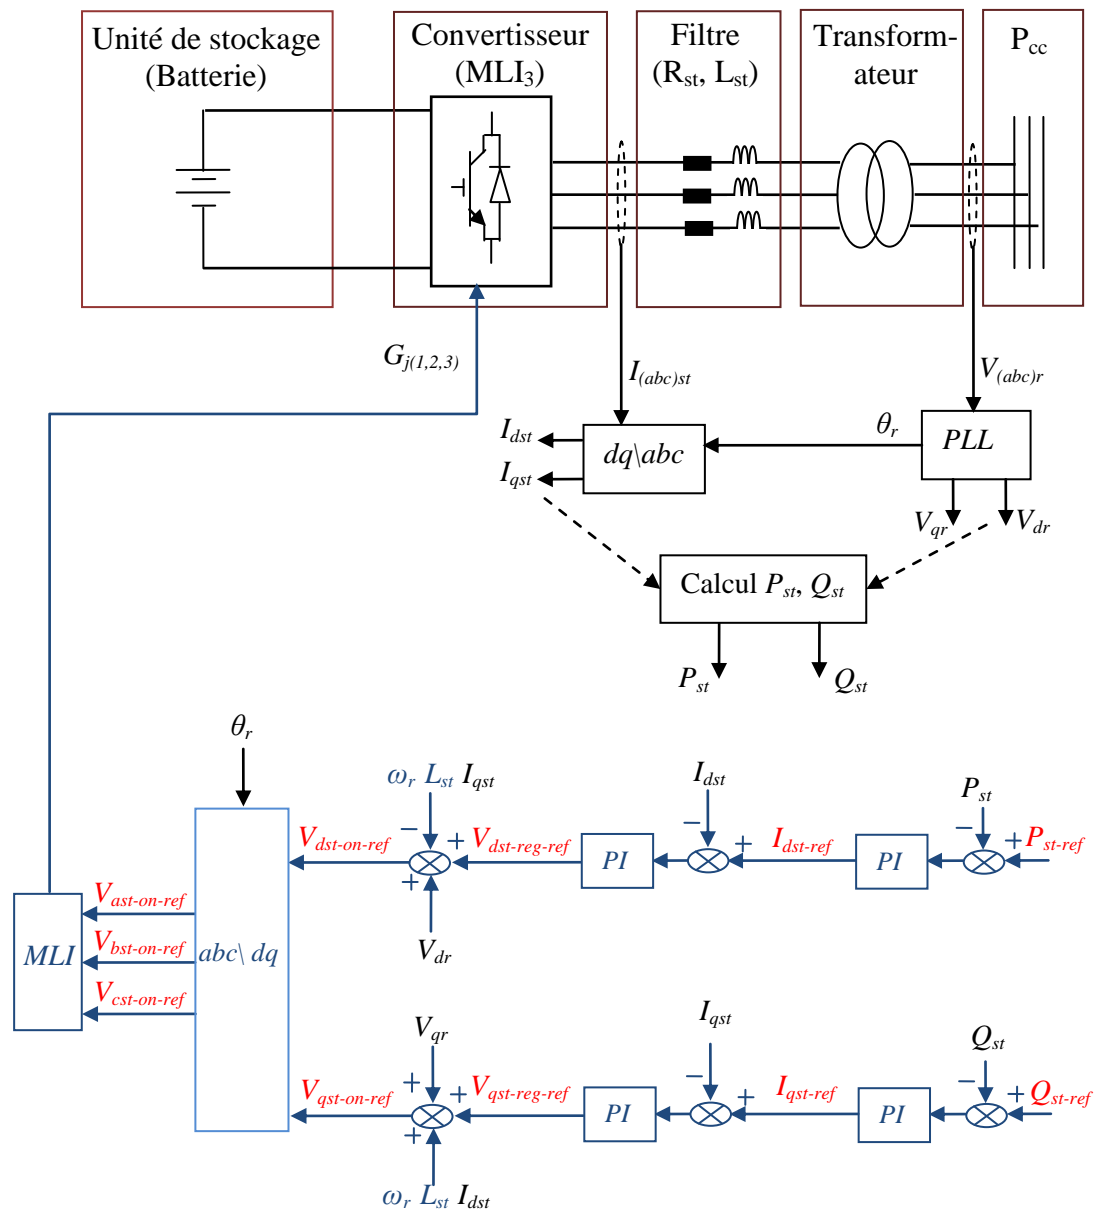 Unité de stockage
(Batterie)
Convertisseur
(MLI3)
Filtre
(Rst, Lst)
Transform-
ateur
Pcc
Gj(1,2,3)
I(abc)st
V(abc)r
Idst
Iqst
dq\abc
θr
PLL
Vqr
Vdr
Calcul Pst, Qst
Pst
Qst
θr
ωr Lst Iqst
Idst
Pst
−
−
−
Vdst-on-ref
+
Vdst-reg-ref
PI
+
Idst-ref
PI
+
Pst-ref
+
Vdr
Vast-on-ref
MLI
Vbst-on-ref
abc\ dq
Vcst-on-ref
Vqr
Iqst
Qst
+
−
−
Vqst-on-ref
+
Vqst-reg-ref
PI
+
Iqst-ref
PI
+
Qst-ref
+
ωr Lst Idst